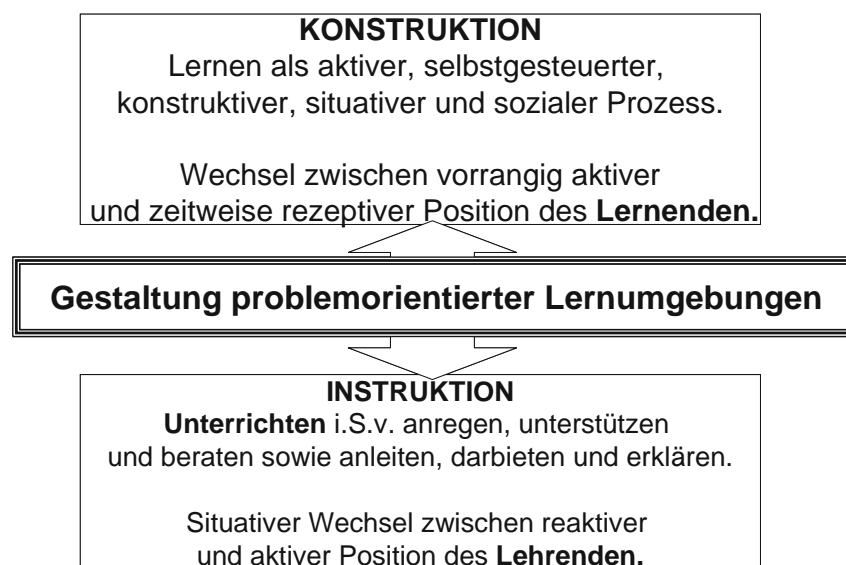 KONSTRUKTION
Lernen als aktiver, selbstgesteuerter,
konstruktiver, situativer und sozialer Prozess.
Wechsel zwischen vorrangig aktiver
und zeitweise rezeptiver Position des Lernenden.
Gestaltung problemorientierter Lernumgebungen
INSTRUKTION
Unterrichten i.S.v. anregen, unterstützen
und beraten sowie anleiten, darbieten und erklären.
Situativer Wechsel zwischen reaktiver
und aktiver Position des Lehrenden.